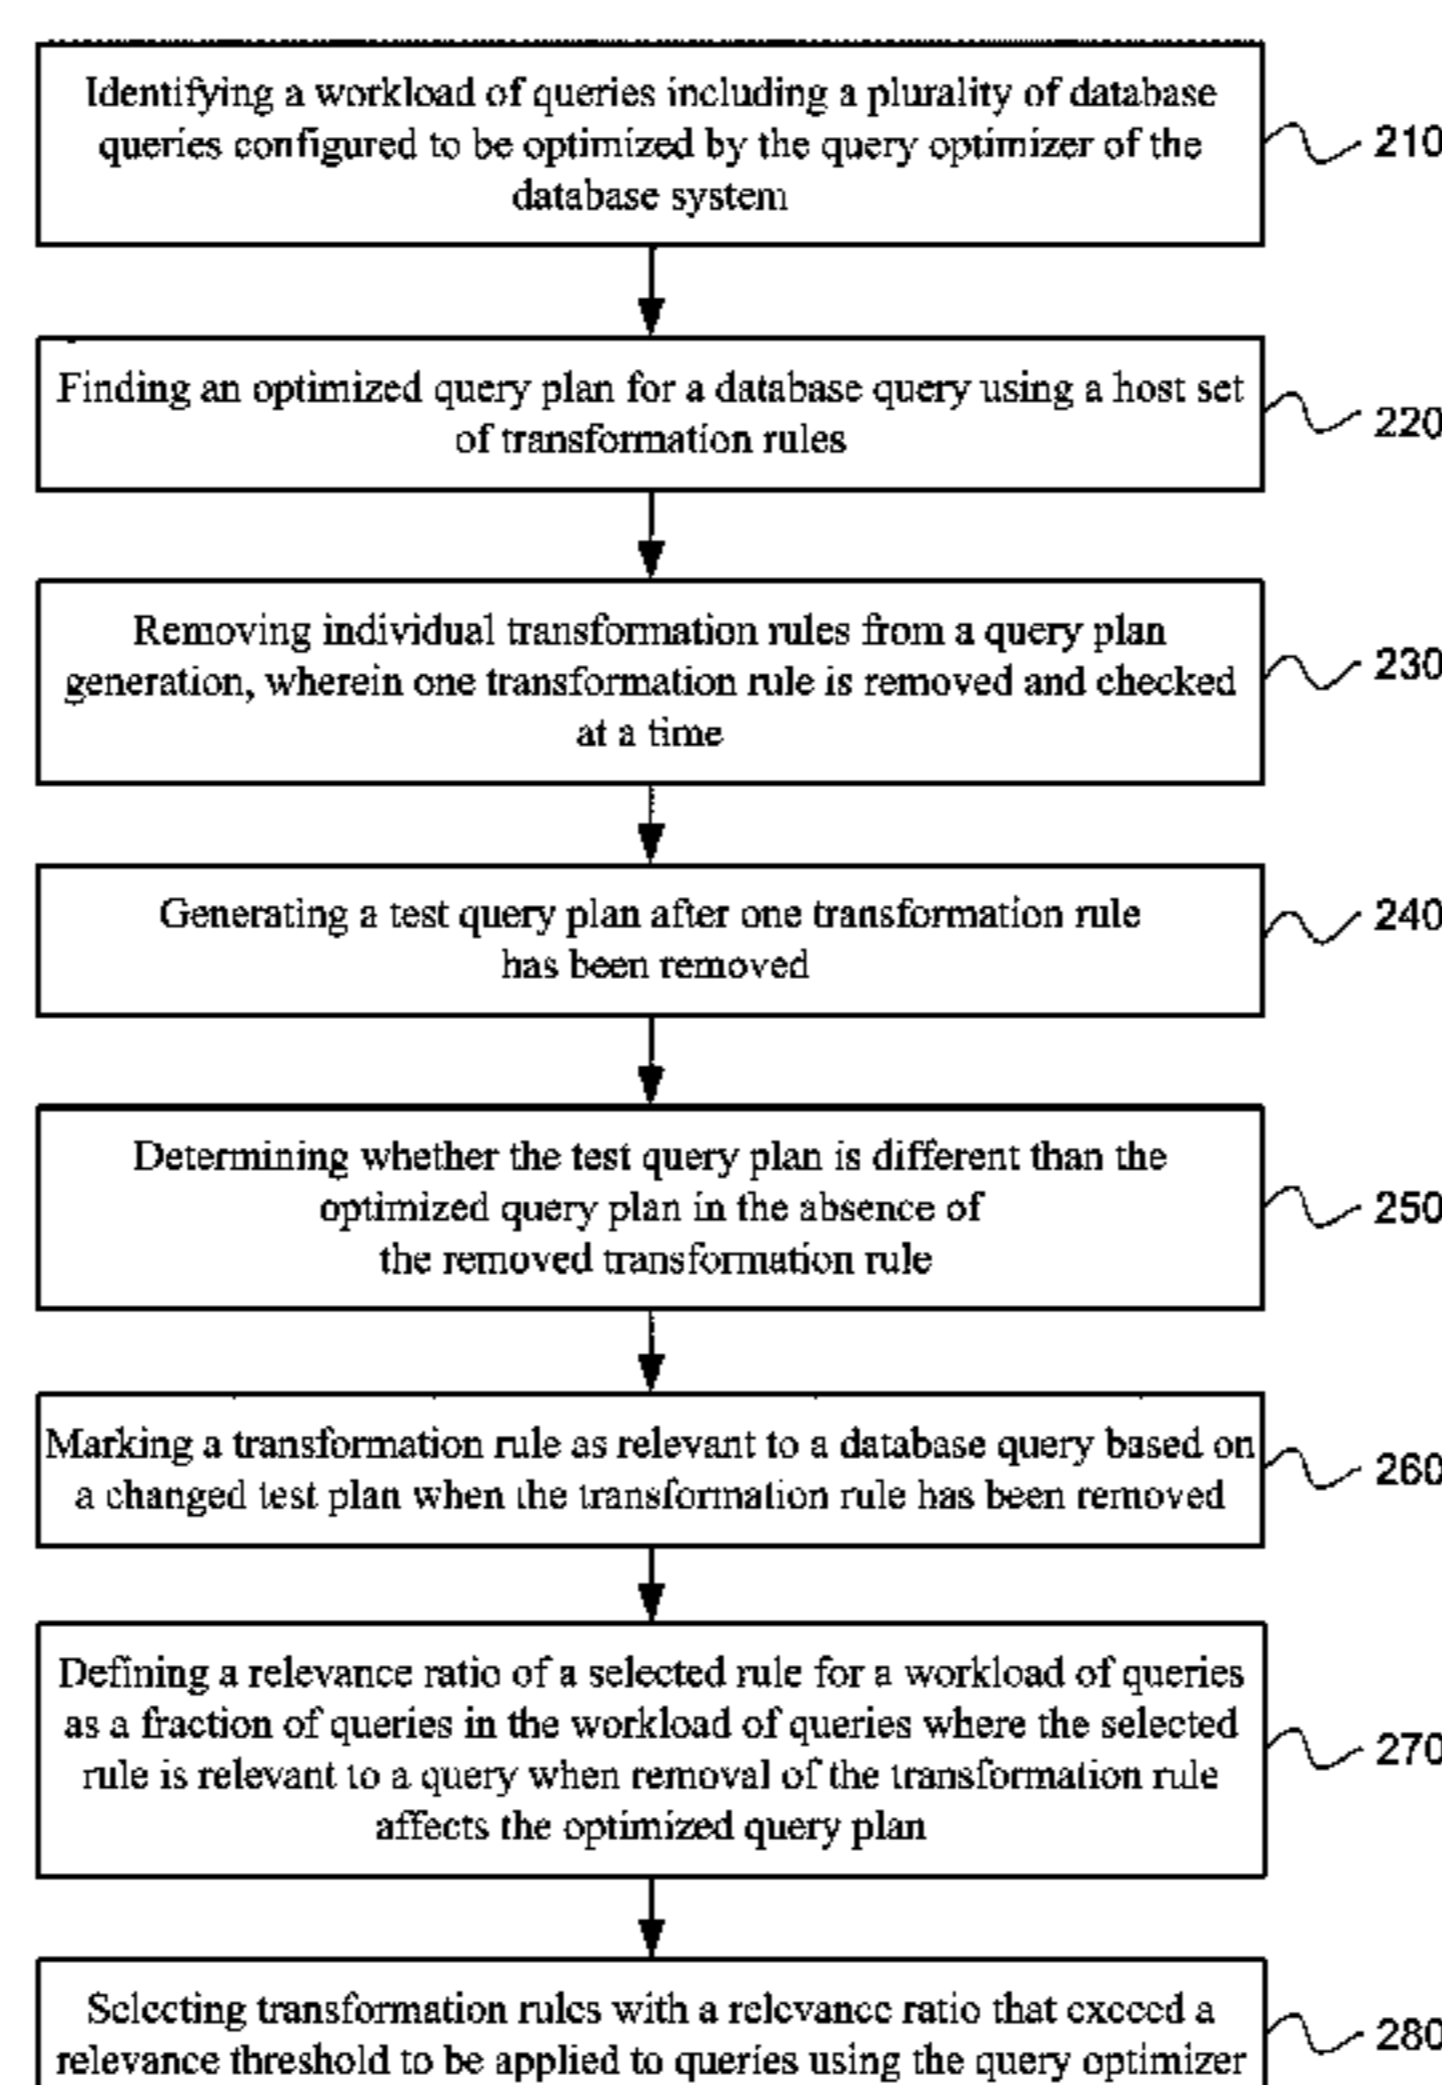 Identifying a workload of queries including a plurality of database
queries configured to be optimized by the query optimizer of the
database system
210
Finding an optimized query plan for a database query using a host set
of transformation rules
220
Removing individual transformation rules from a query plan
generation, wherein one transformation rule is removed and checked
at a time
230
Generating a test query plan after one transformation rule
has been removed
240
Determining whether the test query plan is different than the
optimized query plan in the absence of
the removed transformation rule
250
Marking a transformation rule as relevant to a database query based on
a changed test plan when the transformation rule has been removed
260
Defining a relevance ratio of a selected rule for a workload of queries
as a fraction of queries in the workload of queries where the selected
rule is relevant to a query when removal of the transformation rule
affects the optimized query plan
270
Selecting transformation rules with a relevance ratio that exceed a
relevance threshold to be applied to queries using the query optimizer
280